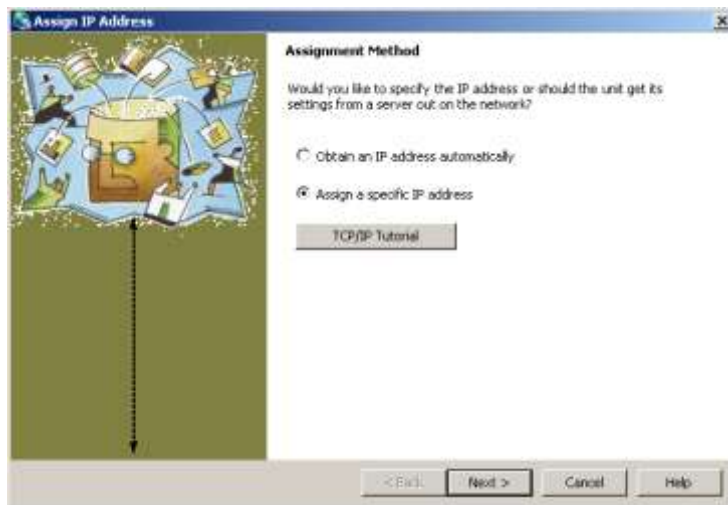 Assign IP Address
Assignment Method
Would you like to specify the IP address or should the unit get its
settings from a server out on the network?
Obtain an IP address automatically
Assign a specific IP address
TCP/IP Tutorial
< Back
Next >
Cancel
Help